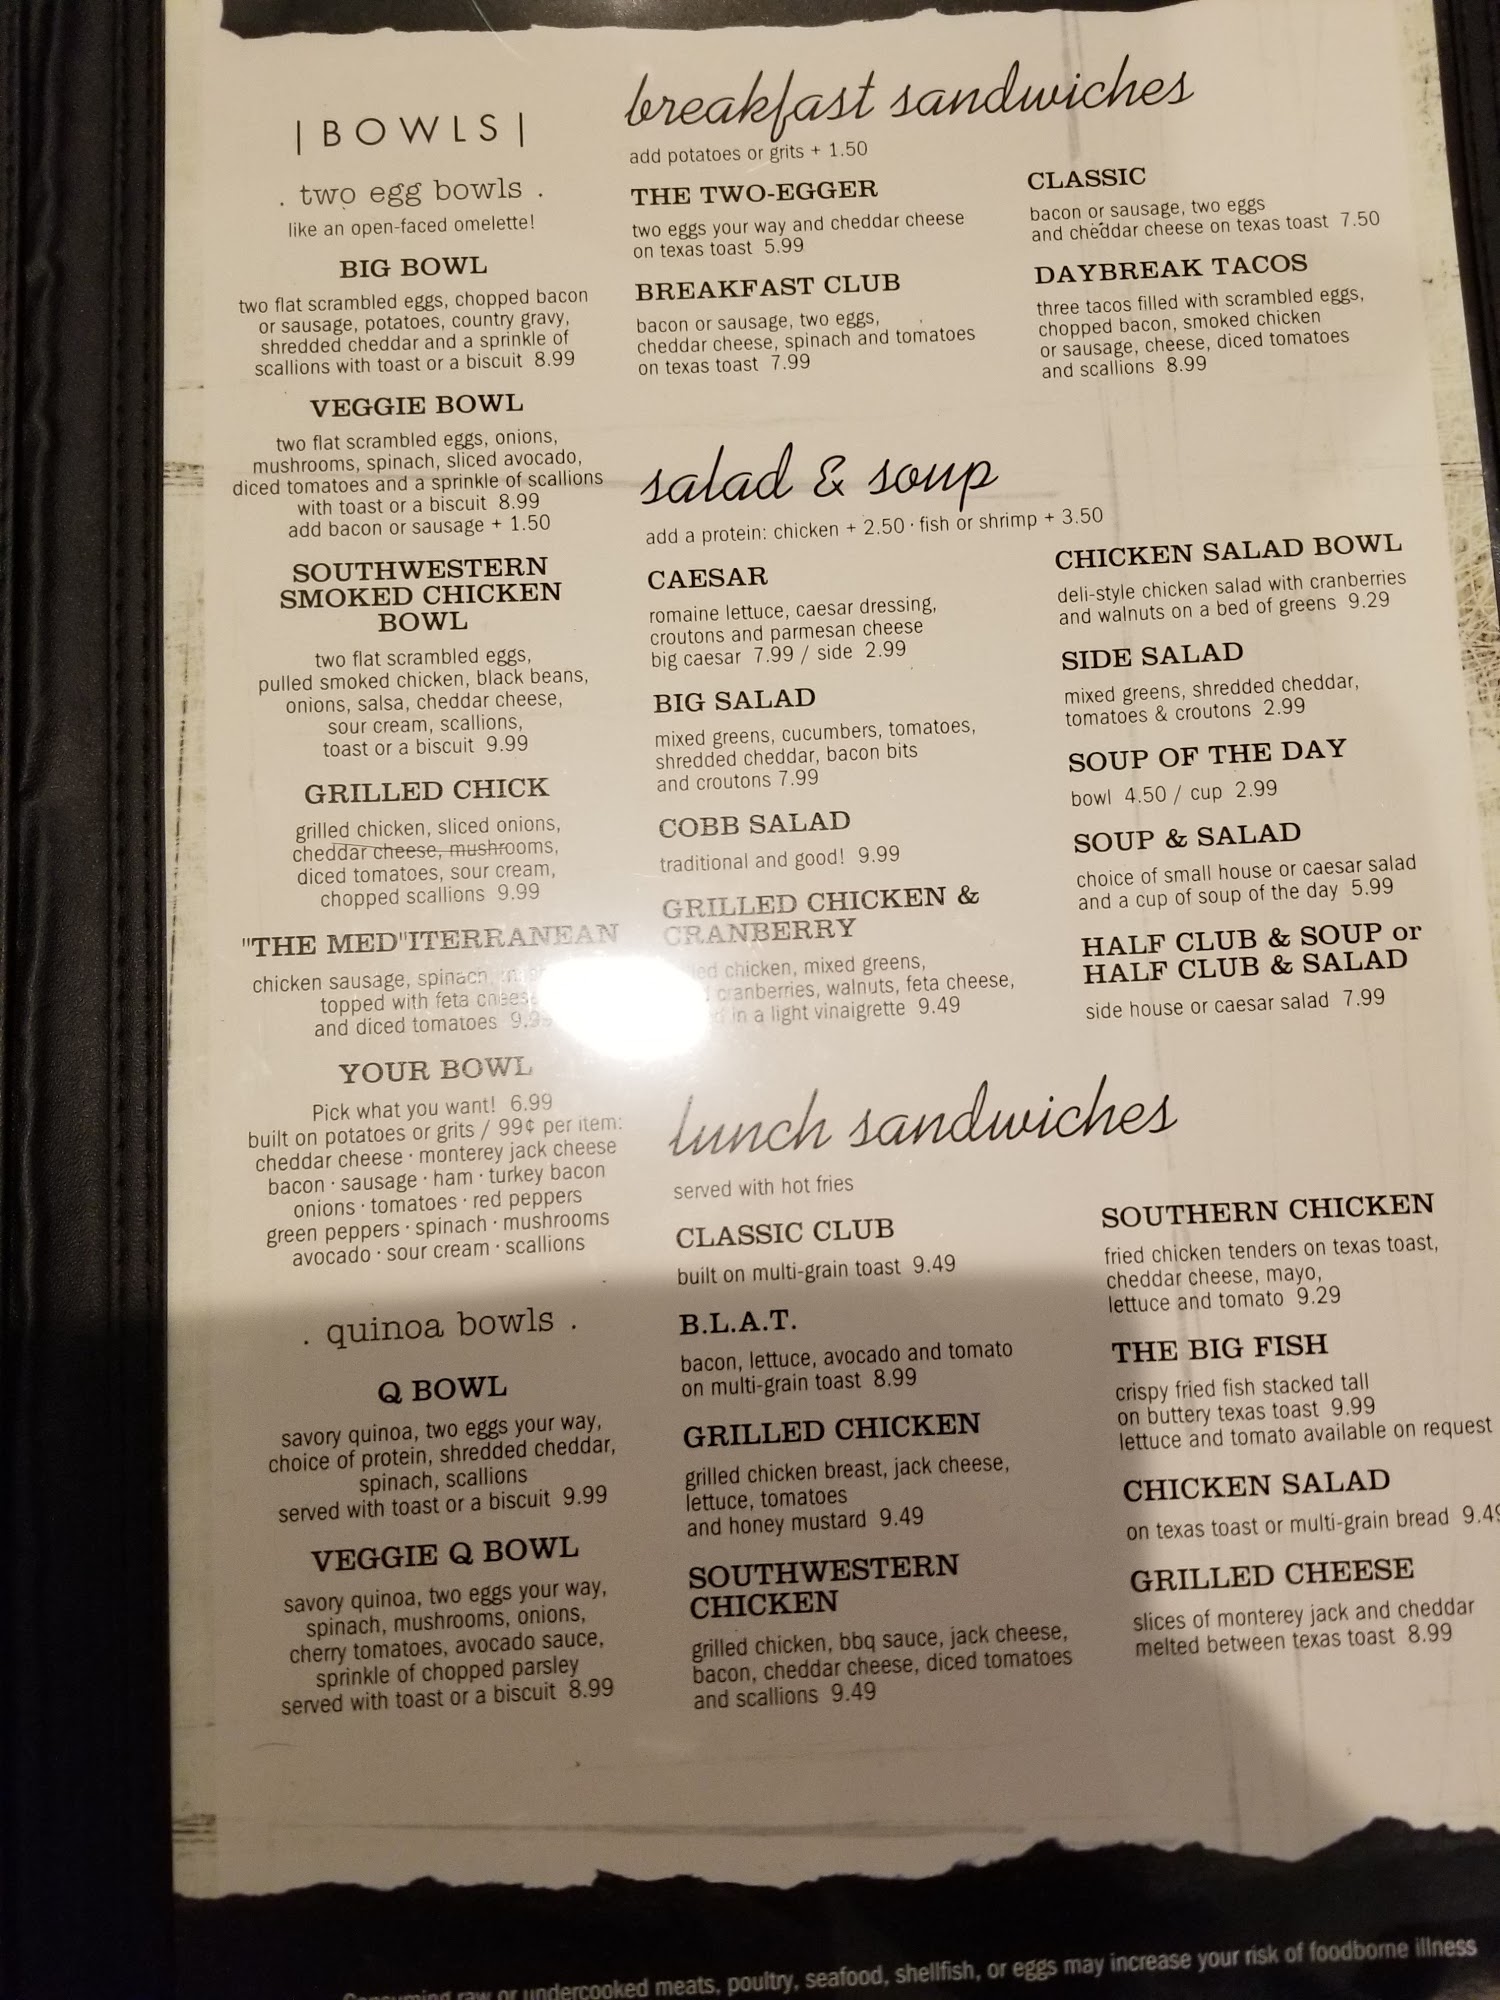 |BOWLS|
. two egg bowls .
like an open-faced omelette!
BIG BOWL
two flat scrambled eggs, chopped bacon
or sausage, potatoes, country gravy,
shredded cheddar and a sprinkle of
scallions with toast or a biscuit 8.99
VEGGIE BOWL
two flat scrambled eggs, onions,
mushrooms, spinach, sliced avocado,
diced tomatoes and a sprinkle of scallions
with toast or a biscuit 8.99
add bacon or sausage + 1.50
SOUTHWESTERN
SMOKED CHICKEN
BOWL
two flat scrambled eggs,
pulled smoked chicken, black beans,
onions, salsa, cheddar cheese,
sour cream, scallions,
toast or a biscuit 9.99
GRILLED CHICK
grilled chicken, sliced onions,
cheddar cheese, mushrooms,
diced tomatoes, sour cream,
chopped scallions 9.99
"THE MED"ITERRANEAN
chicken sausage, spinach,
topped with feta cheese
and diced tomatoes 9.99
YOUR BOWL
Pick what you want! 6.99
built on potatoes or grits / 99¢ per item:
cheddar cheese · monterey jack cheese
bacon · sausage · ham · turkey bacon
onions · tomatoes · red peppers
green peppers · spinach · mushrooms
avocado · sour cream · scallions
. quinoa bowls .
Q BOWL
savory quinoa, two eggs your way,
choice of protein, shredded cheddar,
spinach, scallions
served with toast or a biscuit 9.99
VEGGIE Q BOWL
savory quinoa, two eggs your way,
spinach, mushrooms, onions,
cherry tomatoes, avocado sauce,
sprinkle of chopped parsley
served with toast or a biscuit 8.99
breakfast sandwiches
add potatoes or grits + 1.50
THE TWO-EGGER
two eggs your way and cheddar cheese
on texas toast 5.99
BREAKFAST CLUB
bacon or sausage, two eggs,
cheddar cheese, spinach and tomatoes
on texas toast 7.99
CLASSIC
bacon or sausage, two eggs
and cheddar cheese on texas toast 7.50
DAYBREAK TACOS
three tacos filled with scrambled eggs,
chopped bacon, smoked chicken
or sausage, cheese, diced tomatoes
and scallions 8.99
salad & soup
add a protein: chicken + 2.50 · fish or shrimp + 3.50
CAESAR
romaine lettuce, caesar dressing,
croutons and parmesan cheese
big caesar 7.99 / side 2.99
BIG SALAD
mixed greens, cucumbers, tomatoes,
shredded cheddar, bacon bits
and croutons 7.99
COBB SALAD
traditional and good! 9.99
GRILLED CHICKEN &
CRANBERRY
chicken, mixed greens,
cranberries, walnuts, feta cheese,
in a light vinaigrette 9.49
CHICKEN SALAD BOWL
deli-style chicken salad with cranberries
and walnuts on a bed of greens 9.29
SIDE SALAD
mixed greens, shredded cheddar,
tomatoes & croutons 2.99
SOUP OF THE DAY
bowl 4.50 / cup 2.99
SOUP & SALAD
choice of small house or caesar salad
and a cup of soup of the day 5.99
HALF CLUB & SOUP or
HALF CLUB & SALAD
side house or caesar salad 7.99
lunch sandwiches
served with hot fries
CLASSIC CLUB
built on multi-grain toast 9.49
B.L.A.T.
bacon, lettuce, avocado and tomato
on multi-grain toast 8.99
GRILLED CHICKEN
grilled chicken breast, jack cheese,
lettuce, tomatoes
and honey mustard 9.49
SOUTHWESTERN
CHICKEN
grilled chicken, bbq sauce, jack cheese,
bacon, cheddar cheese, diced tomatoes
and scallions 9.49
SOUTHERN CHICKEN
fried chicken tenders on texas toast,
cheddar cheese, mayo,
lettuce and tomato 9.29
THE BIG FISH
crispy fried fish stacked tall
on buttery texas toast 9.99
lettuce and tomato available on request
CHICKEN SALAD
on texas toast or multi-grain bread 9.49
GRILLED CHEESE
slices of monterey jack and cheddar
melted between texas toast 8.99
Consuming raw or undercooked meats, poultry, seafood, shellfish, or eggs may increase your risk of foodborne illness